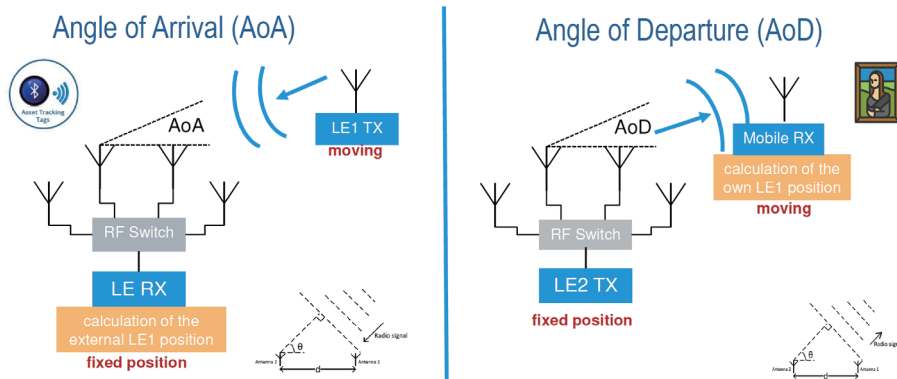 Angle of Arrival (AoA)
Asset Tracking
Tags
AoA
LE1 TX
moving
RF Switch
LE RX
calculation of the
external LE1 position
fixed position
Radio signal
θ
Antenna 2
Antenna 1
d
Angle of Departure (AoD)
AoD
Mobile RX
calculation of the
own LE1 position
moving
RF Switch
LE2 TX
fixed position
Radio sign
θ
Antenna 2
Antenna 1
d